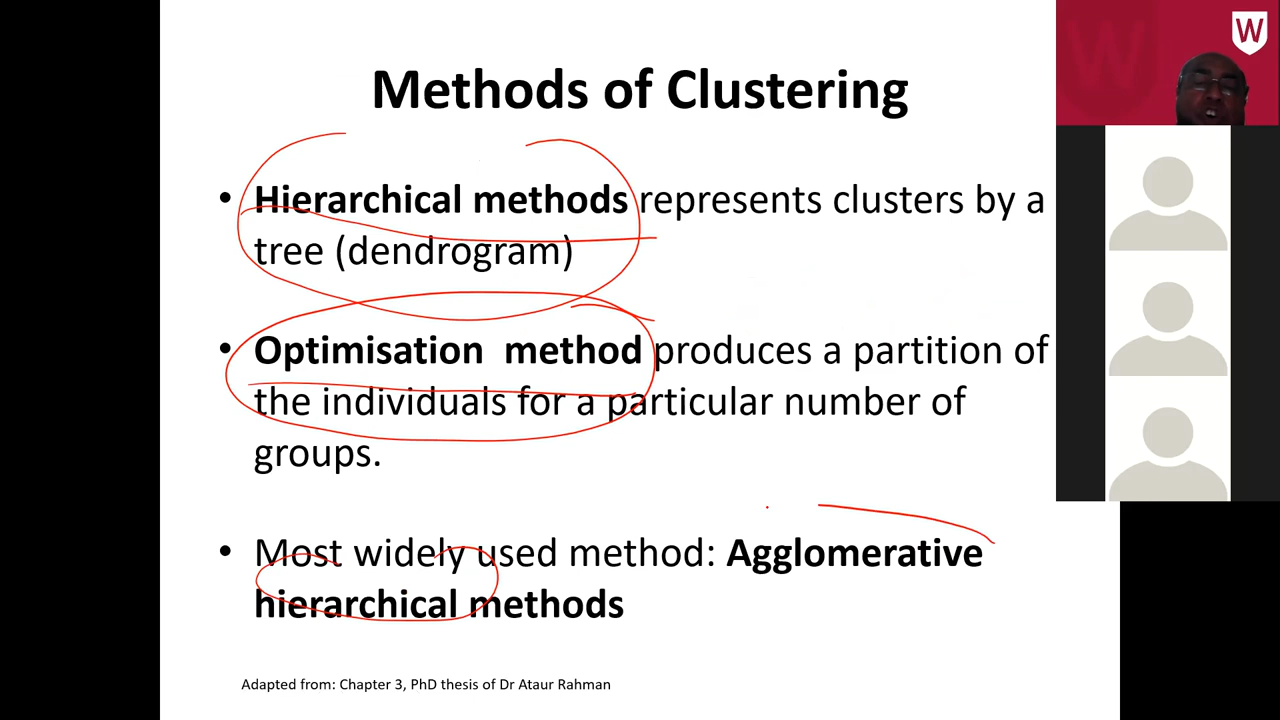 W
W
Methods of Clustering
• Hierarchical methods represents clusters by a
tree (dendrogram)
• Optimisation method produces a partition of
the individuals for a particular number of
groups.
• Most widely used method: Agglomerative
hierarchical methods
Adapted from: Chapter 3, PhD thesis of Dr Ataur Rahman